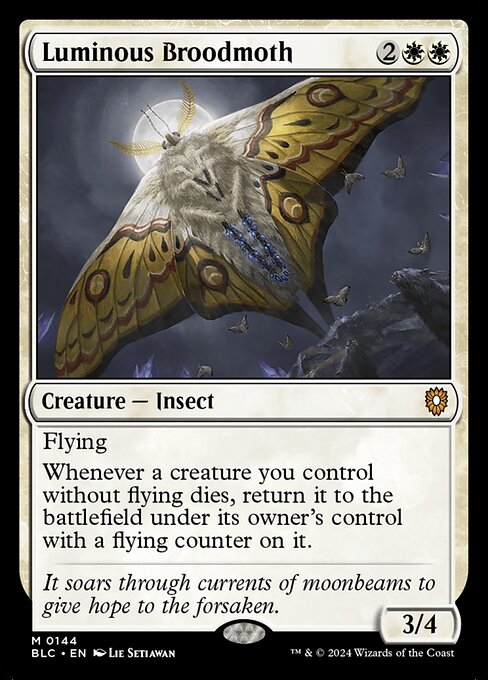 Luminous Broodmoth 2
Creature — Insect
Flying
Whenever a creature you control
without flying dies, return it to the
battlefield under its owner's control
with a flying counter on it.
It soars through currents of moonbeams to
give hope to the forsaken.
3/4
M 0144
BLC • EN Lie Setiawan
™ & © 2024 Wizards of the Coast